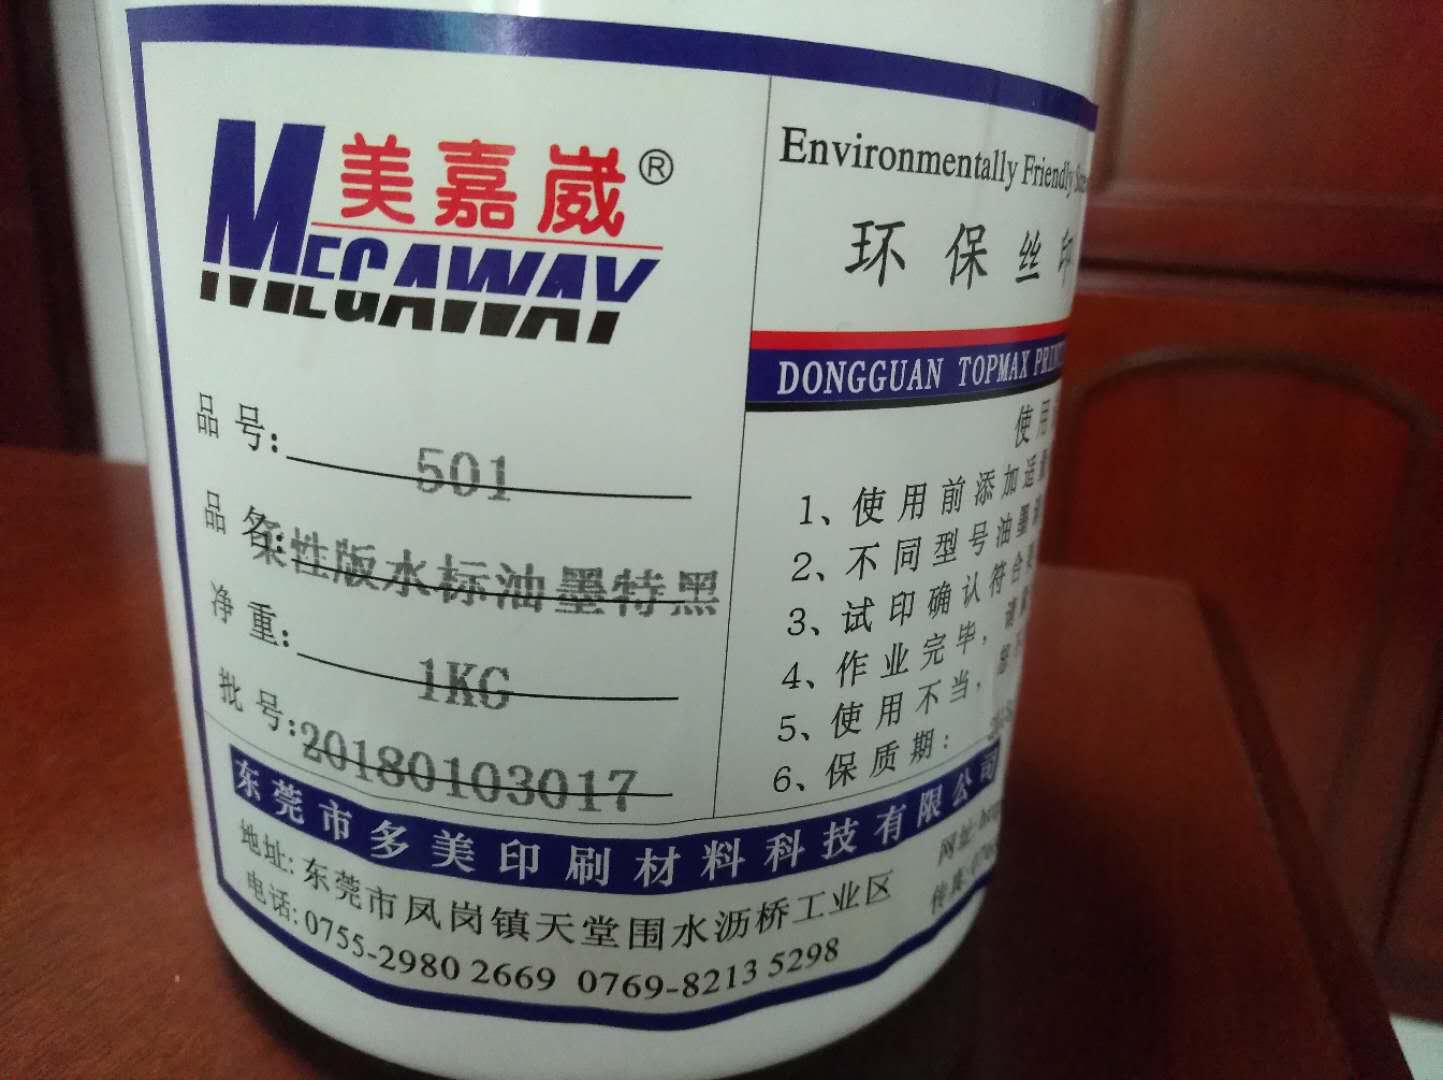 美嘉崴®
MEGAWAY
品号: 501
品名: 柔性版水标油墨特黑
净重: 1KG
批号: 20180103017
Environmentally Friendly
环保丝印
DONGGUAN TOPMAX
使用
1、使用前添加适量
2、不同型号油墨
3、试印确认符合要
4、作业完毕,请
5、使用不当,
6、保质期:
东莞市多美印刷材料科技有限公司
地址: 东莞市凤岗镇天堂围水沥桥工业区
网址:
电话: 0755-2980 2669 0769-8213 5298
传真: